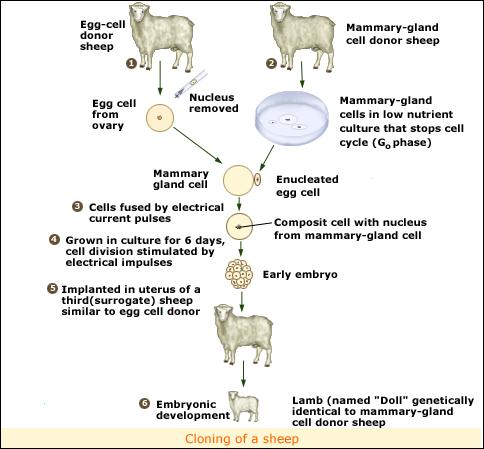 Egg-cell
donor
sheep
Mammary-gland
cell donor sheep
1
2
Egg cell
from
ovary
Nucleus
removed
Mammary-gland
cells in low nutrient
culture that stops cell
cycle (Go phase)
Mammary
gland cell
Enucleated
egg cell
3 Cells fused by electrical
current pulses
Composit cell with nucleus
from mammary-gland cell
4 Grown in culture for 6 days,
cell division stimulated by
electrical impulses
Early embryo
5 Implanted in uterus of a
third(surrogate) sheep
similar to egg cell donor
6 Embryonic
development
Lamb (named "Doll" genetically
identical to mammary-gland
cell donor sheep
Cloning of a sheep